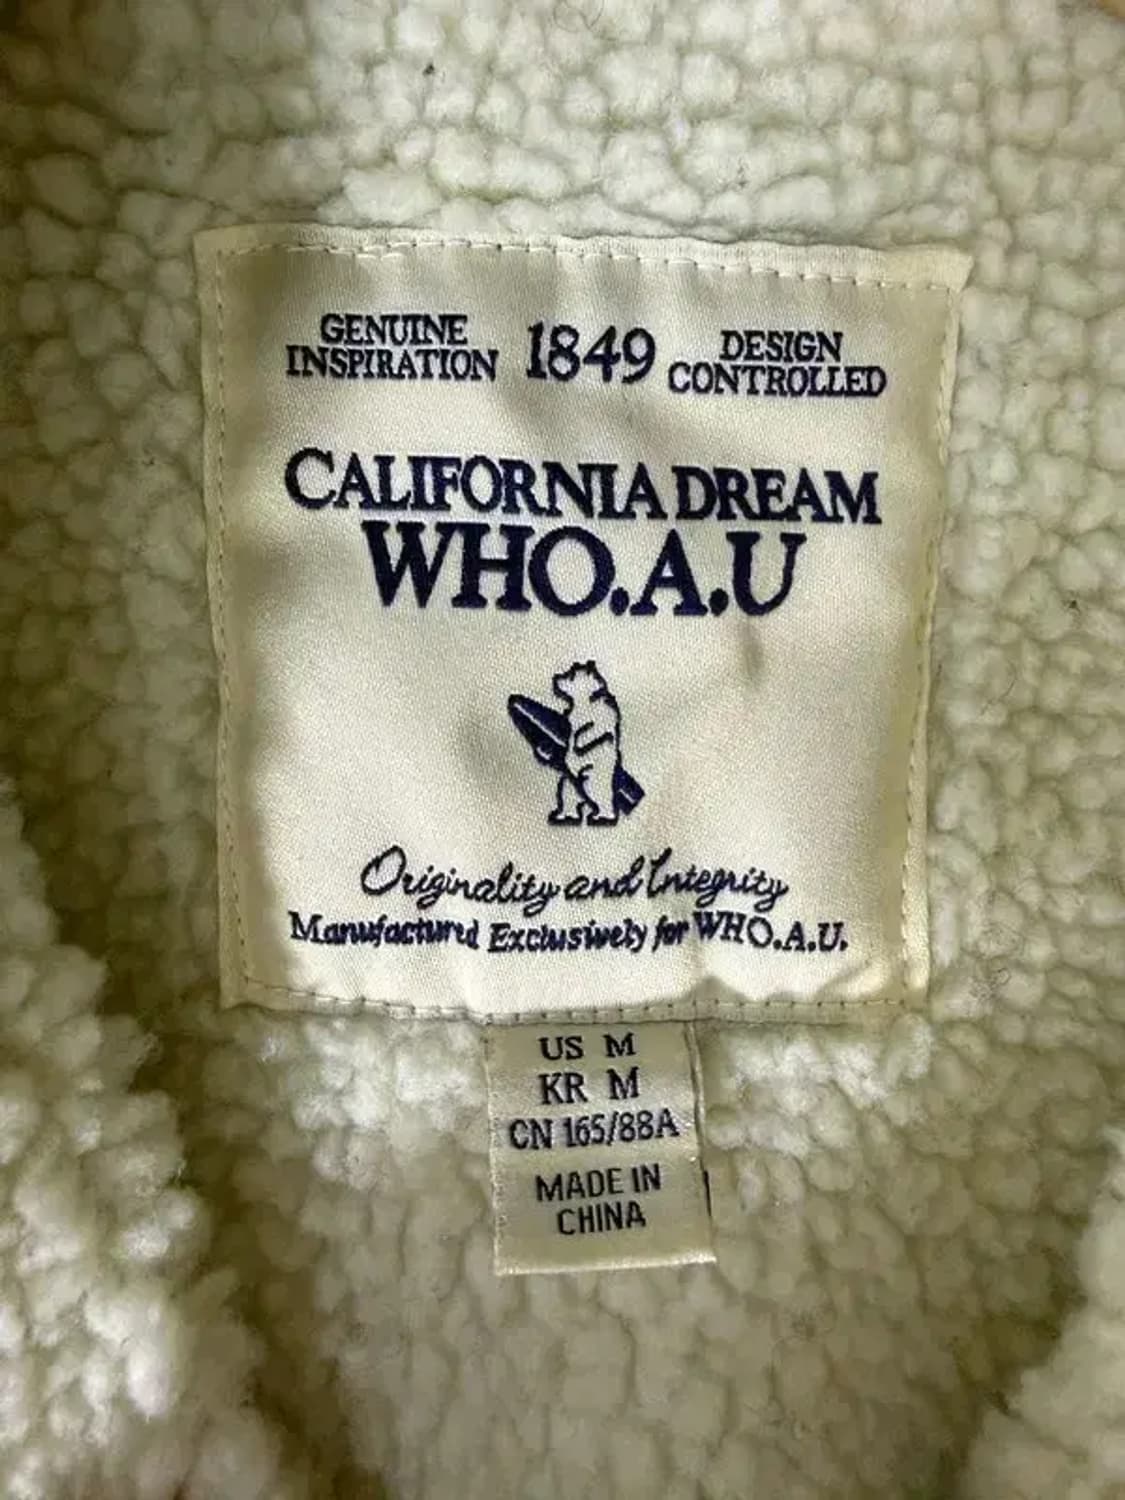 GENUINE
INSPIRATION
1849
DESIGN
CONTROLLED
CALIFORNIA DREAM
WHO.A.U
Originality and Integrity
Manufactured Exclusively for WHO.A.U.
US M
KR M
CN 165/88A
MADE IN
CHINA